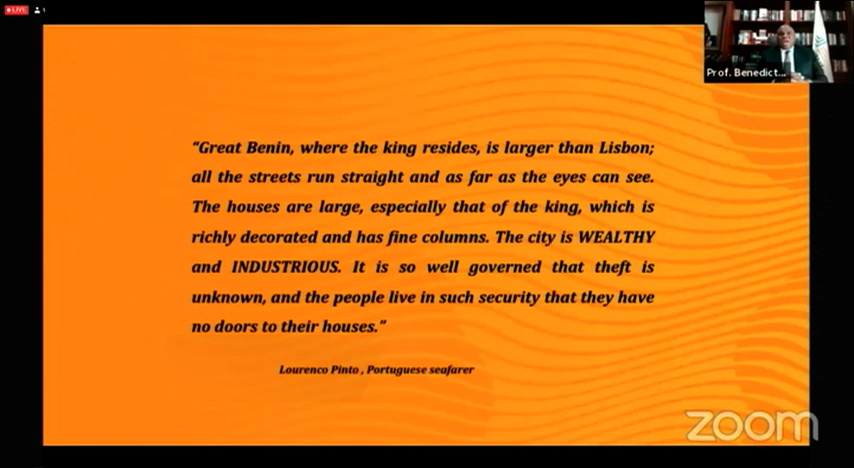 LIVE
1
Prof. Benedict...
“Great Benin, where the king resides, is larger than Lisbon;
all the streets run straight and as far as the eyes can see.
The houses are large, especially that of the king, which is
richly decorated and has fine columns. The city is WEALTHY
and INDUSTRIOUS. It is so well governed that theft is
unknown, and the people live in such security that they have
no doors to their houses.”
Lourenco Pinto , Portuguese seafarer
zoom